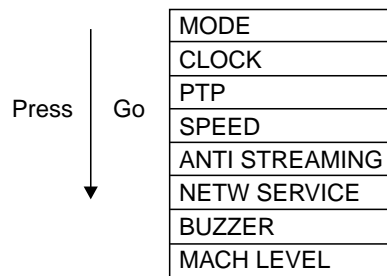 Press Go
MODE
CLOCK
PTP
SPEED
ANTI STREAMING
NETW SERVICE
BUZZER
MACH LEVEL